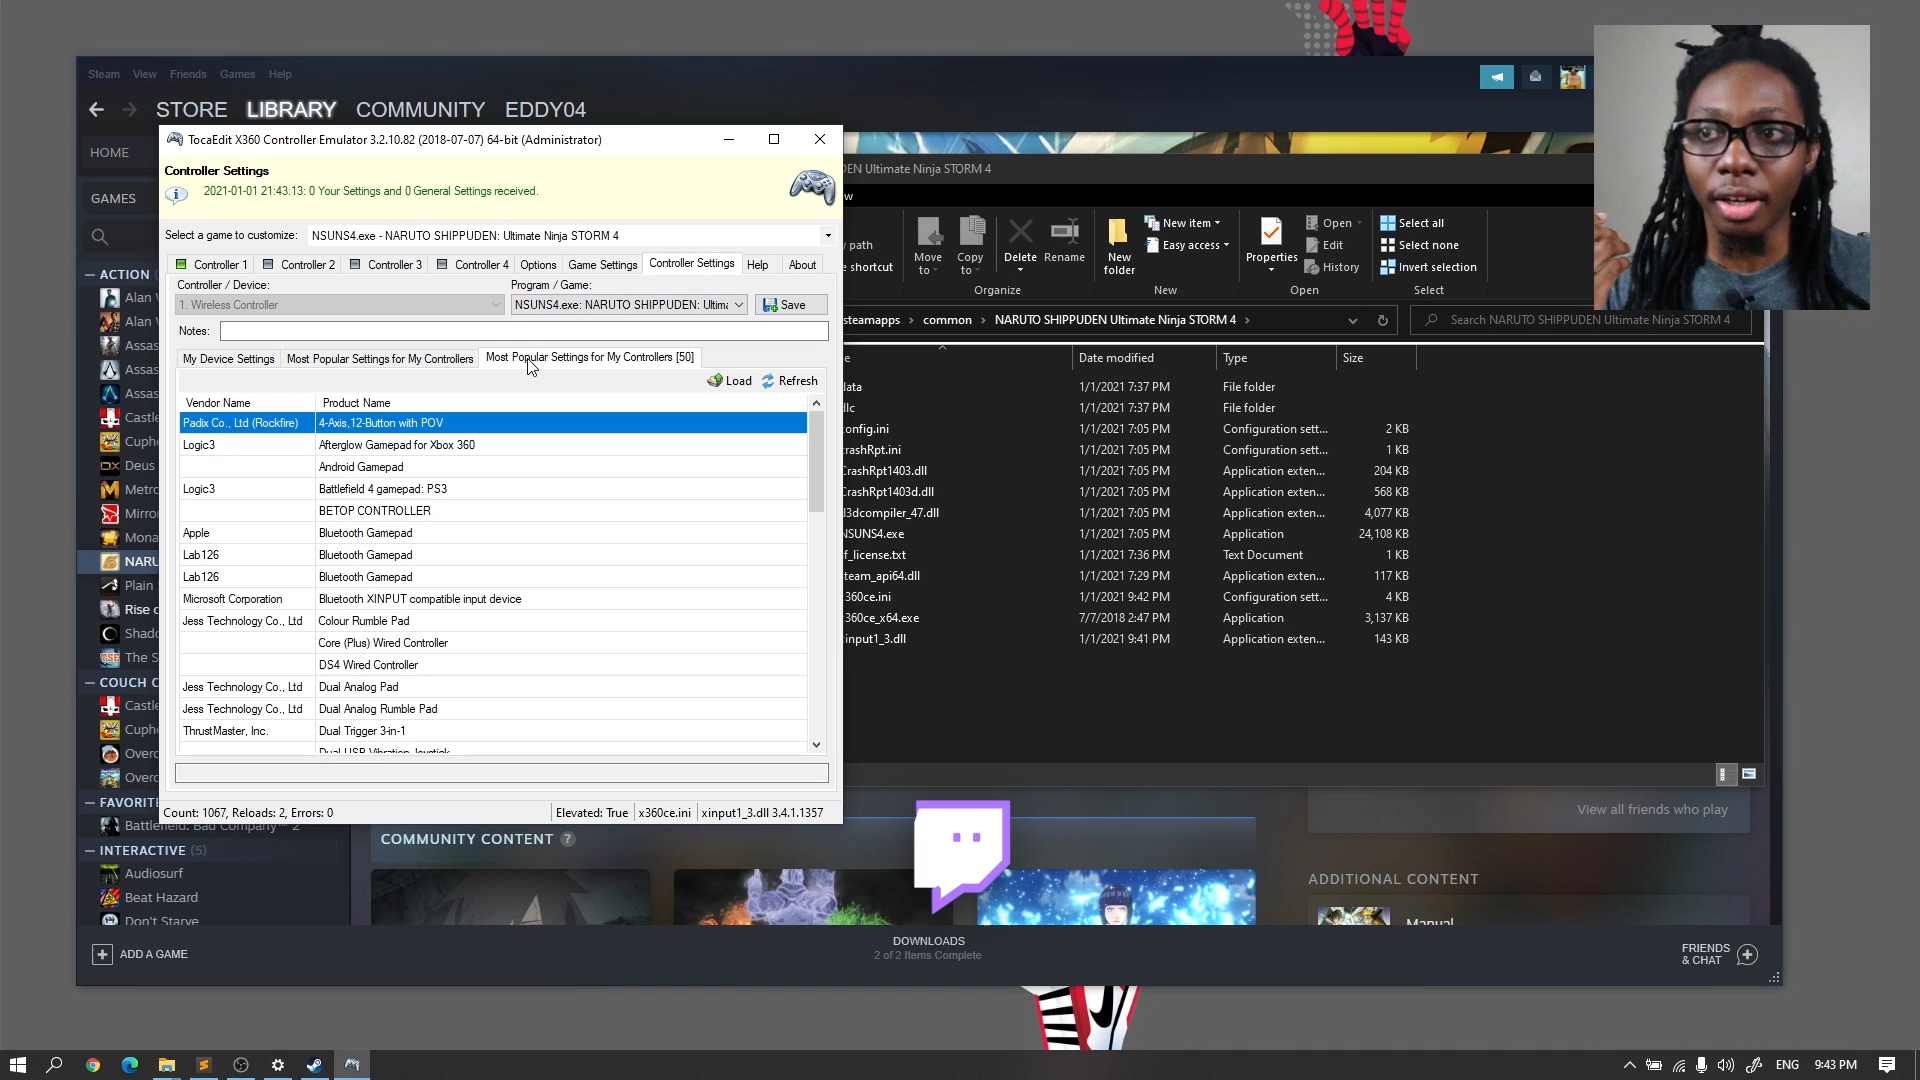 Steam View Friends Games Help
STORE LIBRARY COMMUNITY EDDY04
HOME
GAMES
ACTION
Alan
Alan
Assas
Assas
Assas
Castle
Cuph
Deus
Metro
Mirro
Mona
NARU
Plain
Rise
Shad
The S
COUCH C
Castle
Cuph
Overc
Overc
FAVORITE
Battlefield: Bad Company™ 2
INTERACTIVE (5)
Audiosurf
Beat Hazard
Don't Starve
ADD A GAME
TocaEdit X360 Controller Emulator 3.2.10.82 (2018-07-07) 64-bit (Administrator)
Controller Settings
2021-01-01 21:43:13: 0 Your Settings and 0 General Settings received.
Select a game to customize: NSUNS4.exe - NARUTO SHIPPUDEN: Ultimate Ninja STORM 4
Controller 1 Controller 2 Controller 3 Controller 4 Options Game Settings Controller Settings Help About
Controller / Device: Program / Game:
1. Wireless Controller NSUNS4.exe: NARUTO SHIPPUDEN: Ultima Save
Notes:
My Device Settings Most Popular Settings for My Controllers Most Popular Settings for My Controllers [50]
Load Refresh
Vendor Name Product Name
Padix Co., Ltd (Rockfire) 4-Axis,12-Button with POV
Logic3 Afterglow Gamepad for Xbox 360
Android Gamepad
Logic3 Battlefield 4 gamepad: PS3
BETOP CONTROLLER
Apple Bluetooth Gamepad
Lab126 Bluetooth Gamepad
Lab126 Bluetooth Gamepad
Microsoft Corporation Bluetooth XINPUT compatible input device
Jess Technology Co., Ltd Colour Rumble Pad
Core (Plus) Wired Controller
DS4 Wired Controller
Jess Technology Co., Ltd Dual Analog Pad
Jess Technology Co., Ltd Dual Analog Rumble Pad
ThrustMaster, Inc. Dual Trigger 3-in-1
Dual USB Vibration Joystick
Count: 1067, Reloads: 2, Errors: 0 Elevated: True x360ce.ini xinput1_3.dll 3.4.1.1357
DEN Ultimate Ninja STORM 4
ew
path
shortcut
Move to Copy to Delete Rename
Organize
New folder New item Easy access
New
Properties Open Edit History
Open
Select all
Select none
Invert selection
Select
steamapps common NARUTO SHIPPUDEN Ultimate Ninja STORM 4 Search NARUTO SHIPPUDEN Ultimate Ninja STORM 4
e Date modified Type Size
data 1/1/2021 7:37 PM File folder
dlc 1/1/2021 7:37 PM File folder
config.ini 1/1/2021 7:05 PM Configuration sett... 2 KB
crashRpt.ini 1/1/2021 7:05 PM Configuration sett... 1 KB
CrashRpt1403.dll 1/1/2021 7:05 PM Application exten... 204 KB
CrashRpt1403d.dll 1/1/2021 7:05 PM Application exten... 568 KB
d3dcompiler_47.dll 1/1/2021 7:05 PM Application exten... 4,077 KB
NSUNS4.exe 1/1/2021 7:05 PM Application 24,108 KB
f_license.txt 1/1/2021 7:36 PM Text Document 1 KB
steam_api64.dll 1/1/2021 7:29 PM Application exten... 117 KB
x360ce.ini 1/1/2021 9:42 PM Configuration sett... 4 KB
x360ce_x64.exe 7/7/2018 2:47 PM Application 3,137 KB
xinput1_3.dll 1/1/2021 9:41 PM Application exten... 143 KB
View all friends who play
COMMUNITY CONTENT ?
ADDITIONAL CONTENT
Manual
DOWNLOADS
2 of 2 Items Complete
FRIENDS
& CHAT
ENG 9:43 PM